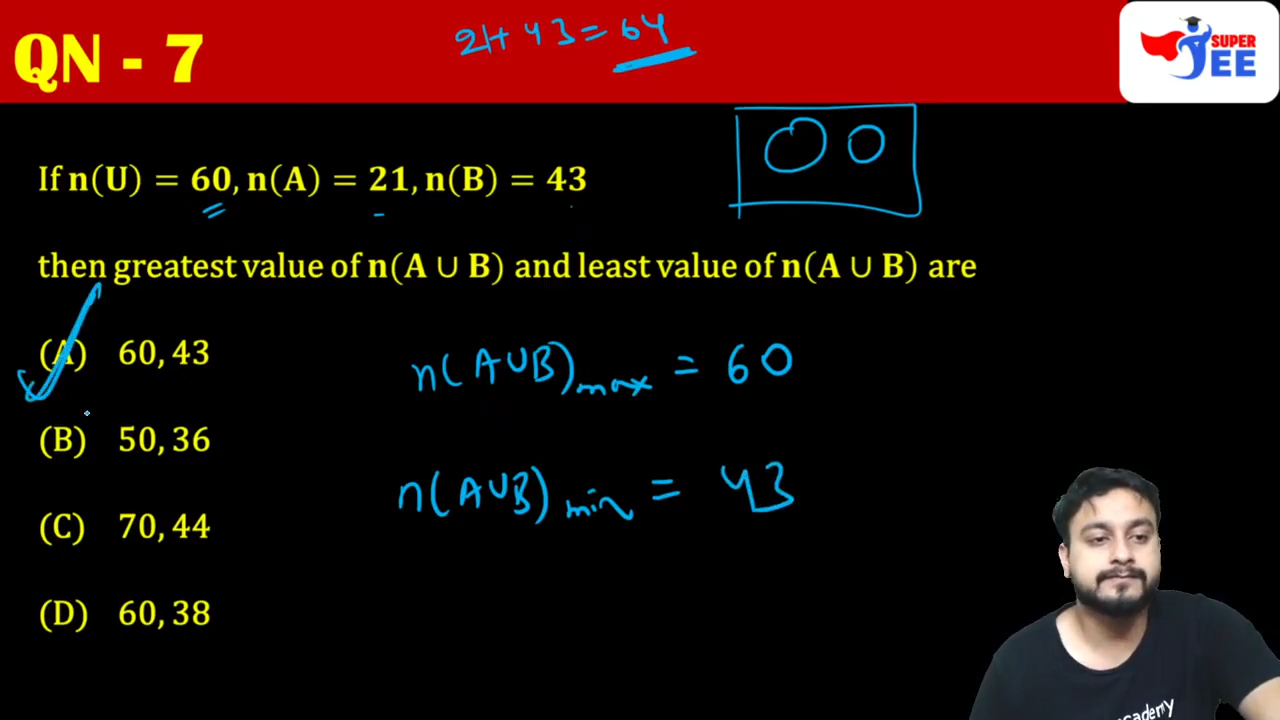 QN - 7
21+ 43 = 64
SUPER
JEE
If n(U) = 60, n(A) = 21, n(B) = 43
then greatest value of n(A ∪ B) and least value of n(A ∪ B) are
(A) 60, 43
n(A∪B)max = 60
(B) 50, 36
n(A∪B)min = 43
(C) 70, 44
(D) 60, 38